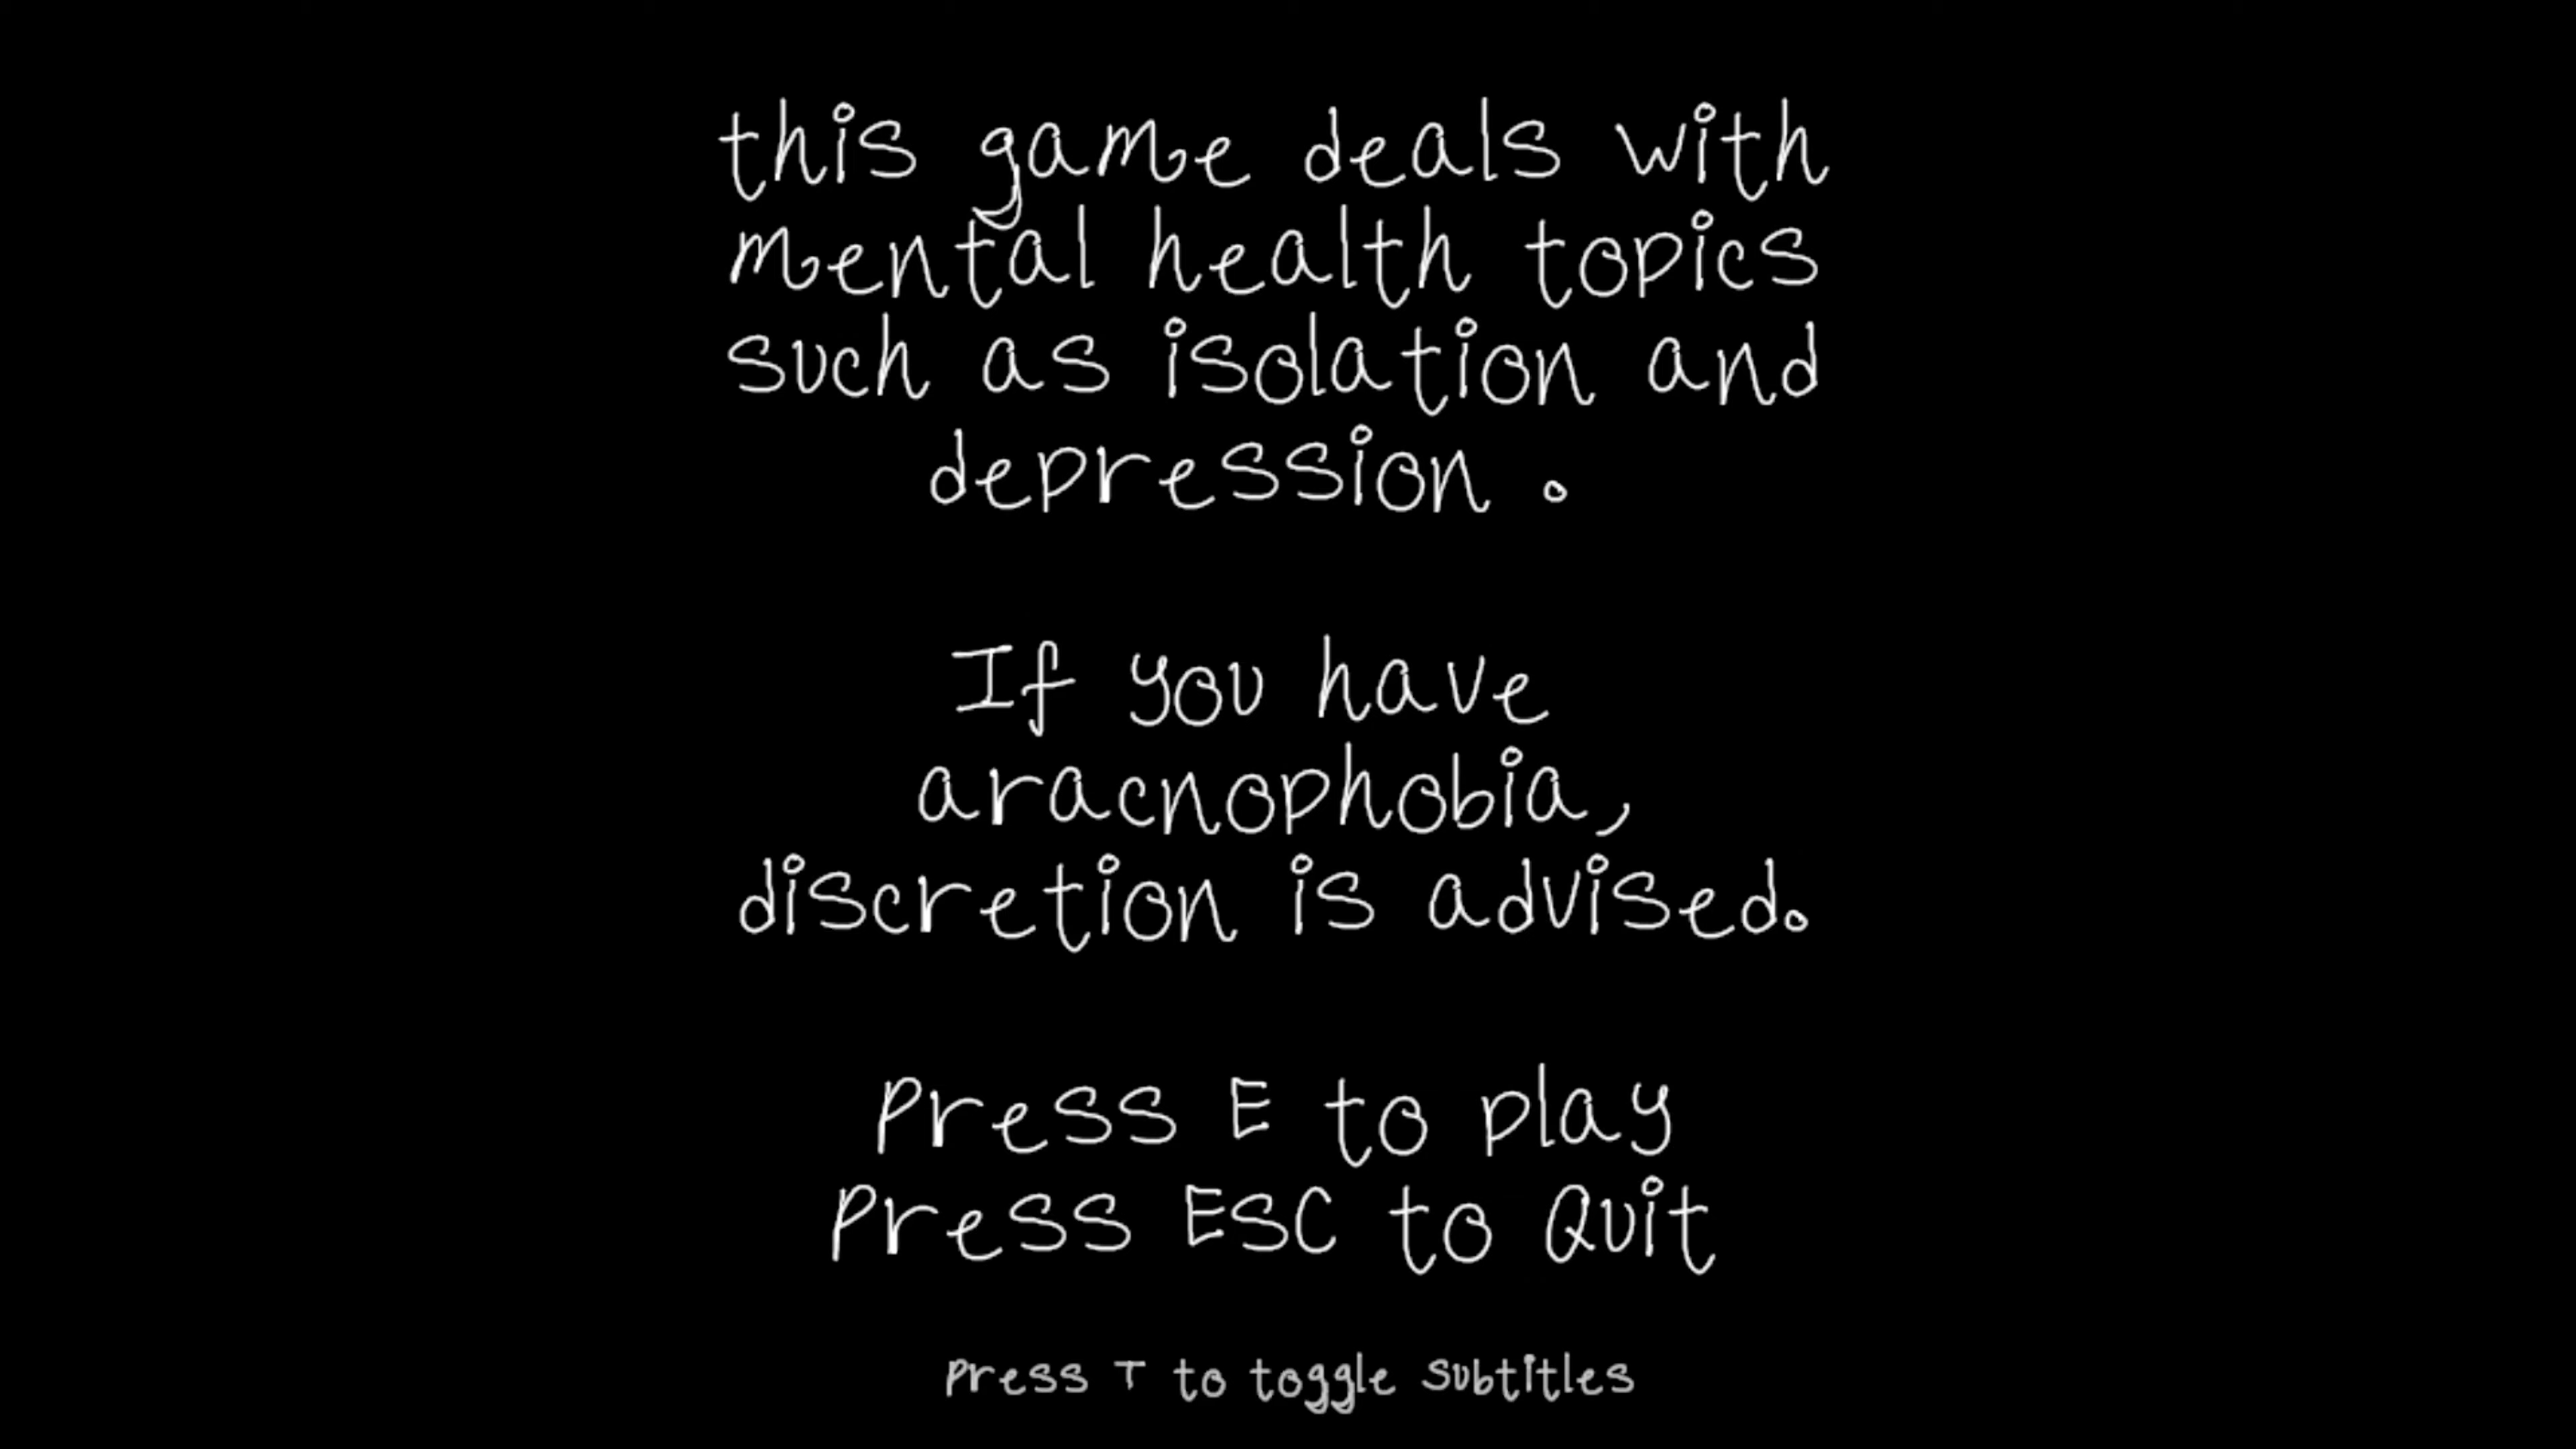 this game deals with
mental health topics
such as isolation and
depression .
If you have
aracnophobia,
discretion is advised.
Press E to play
Press ESC to Quit
Press T to toggle Subtitles